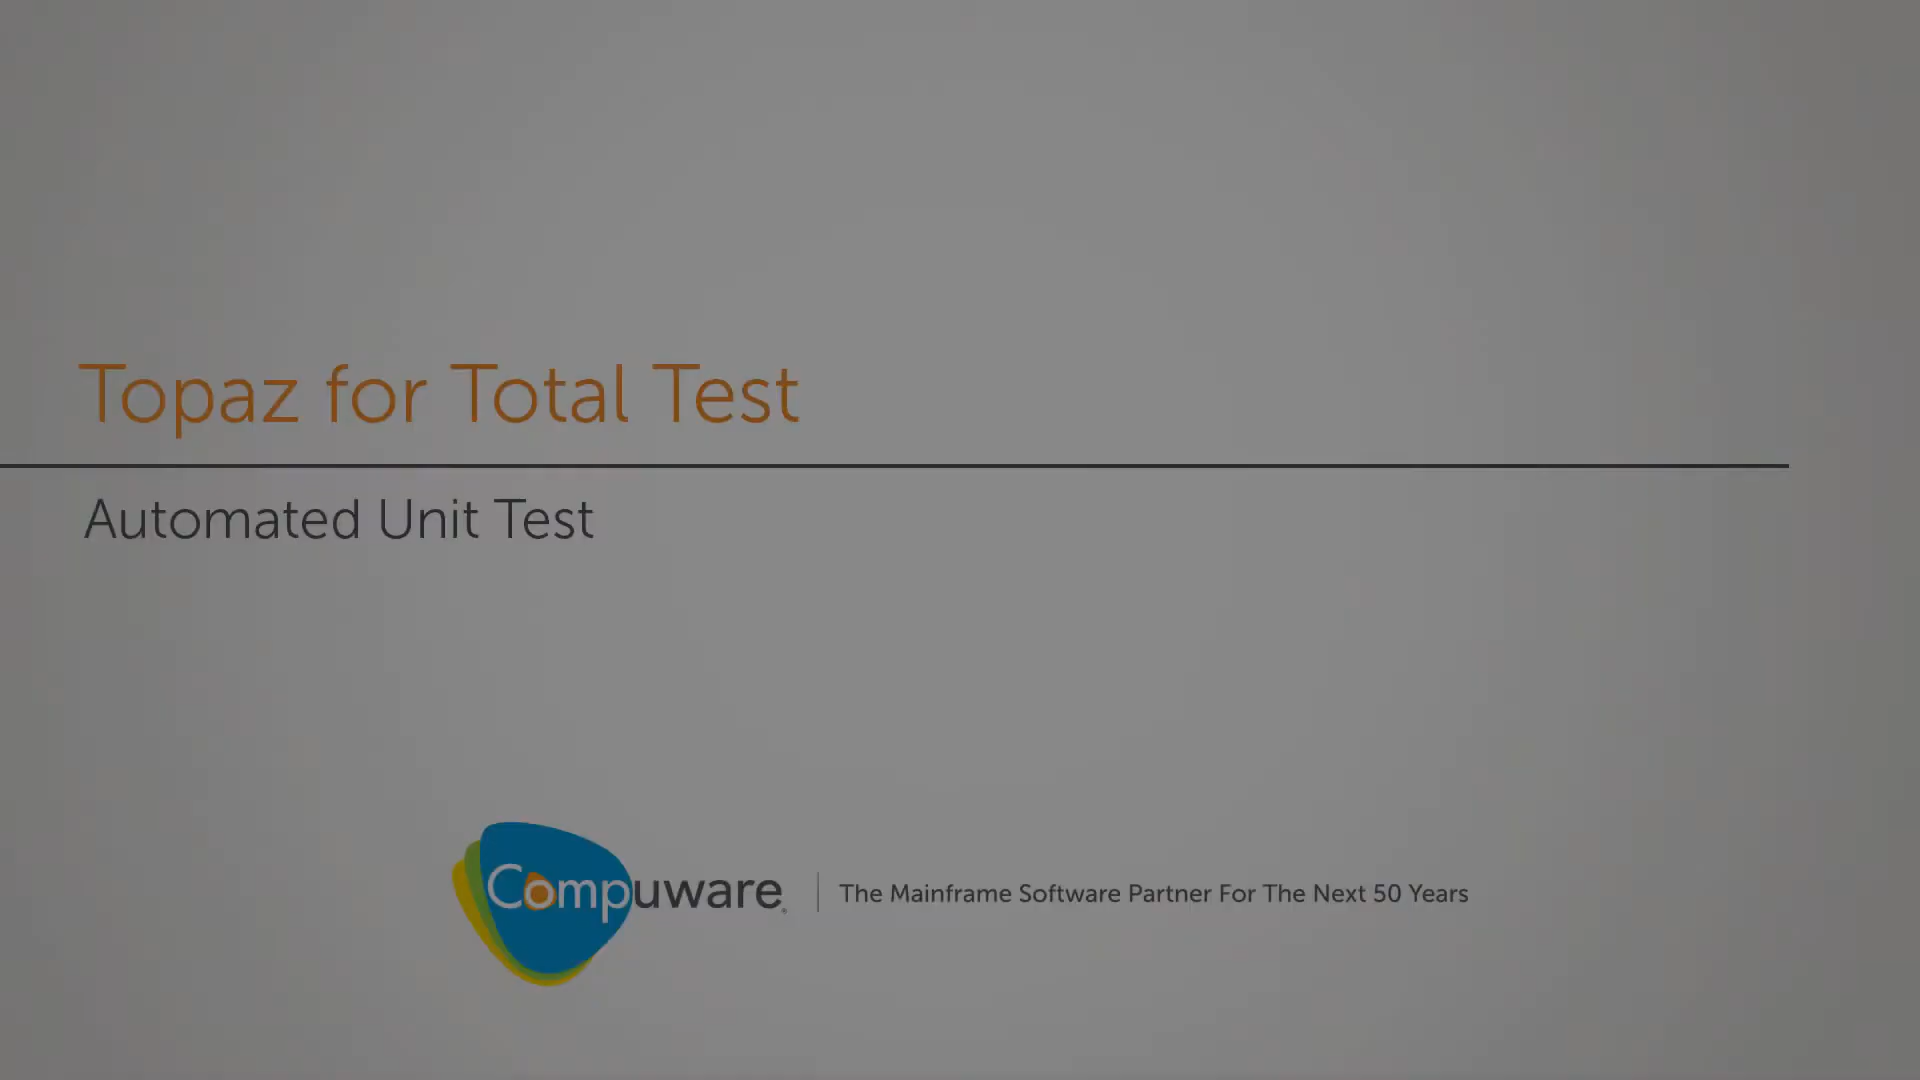 Topaz for Total Test
Automated Unit Test
Compuware®
The Mainframe Software Partner For The Next 50 Years